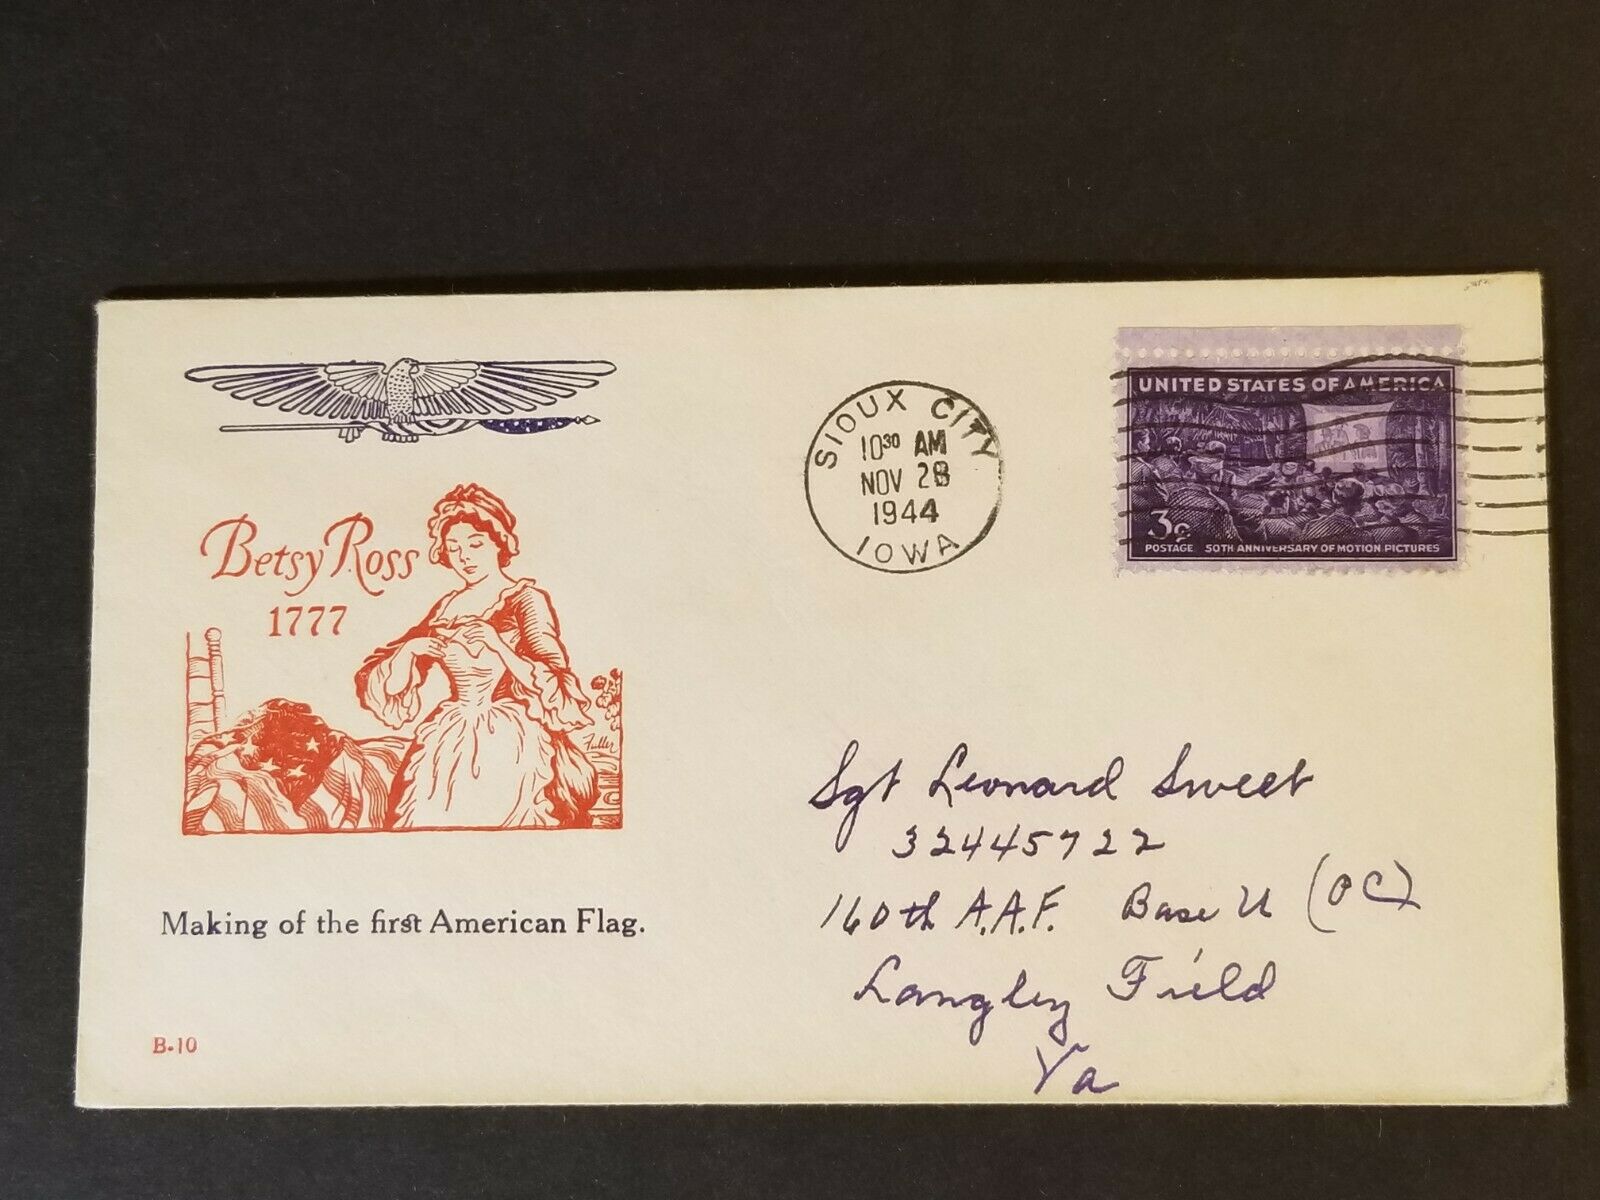 Betsy Ross
1777
Fuller
Making of the first American Flag.
B-10
SIOUX CITY
10 30 AM
NOV 28
1944
IOWA
UNITED STATES OF AMERICA
3¢
POSTAGE 50TH ANNIVERSARY OF MOTION PICTURES
Sgt Leonard Sweet
32445722
160th A.A.F. Base U (OC)
Langley Field
Va